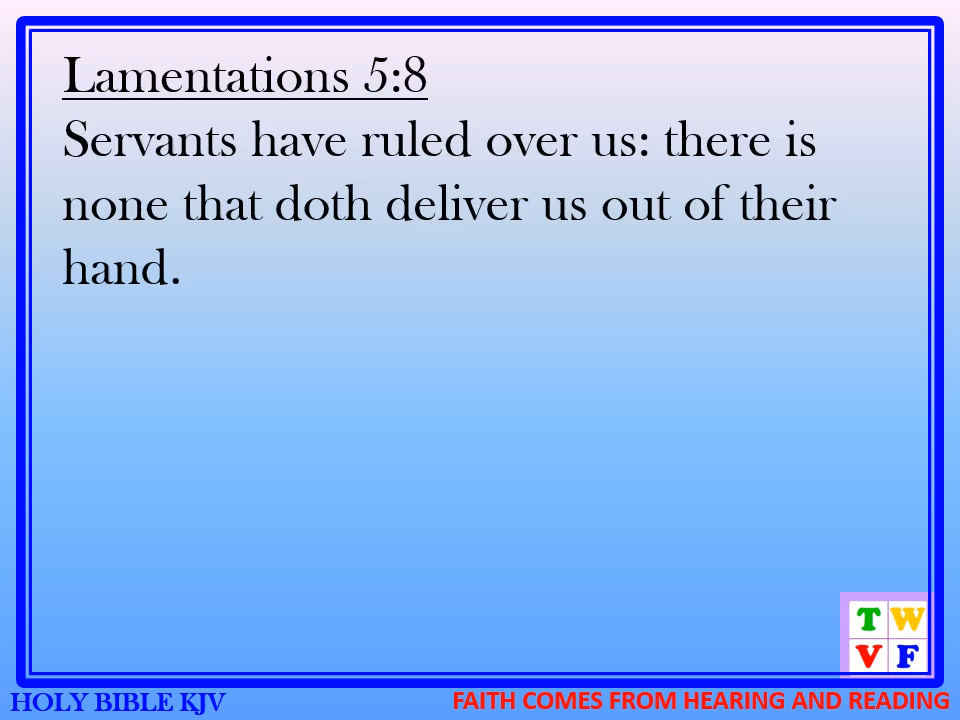 Lamentations 5:8
Servants have ruled over us: there is
none that doth deliver us out of their
hand.
T W
V F
HOLY BIBLE KJV
FAITH COMES FROM HEARING AND READING